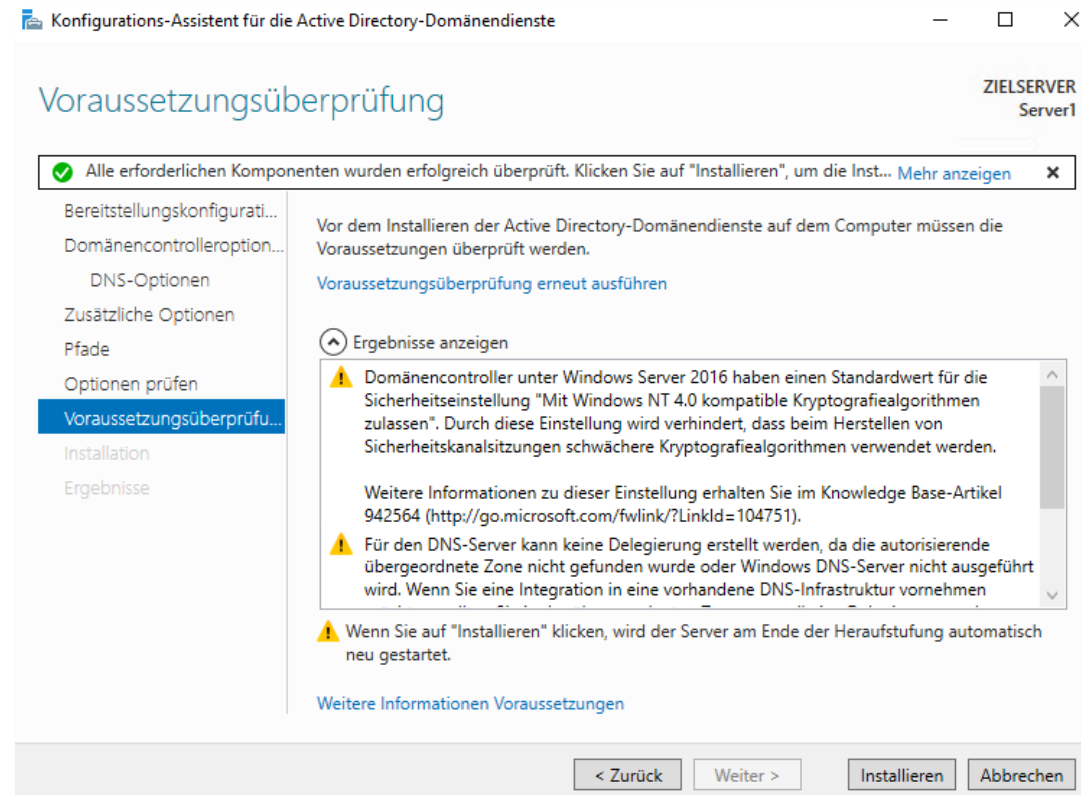 Konfigurations-Assistent für die Active Directory-Domänendienste
Voraussetzungsüberprüfung
ZIELSERVER
Server1
Alle erforderlichen Komponenten wurden erfolgreich überprüft. Klicken Sie auf "Installieren", um die Inst... Mehr anzeigen
Bereitstellungskonfigurati...
Domänencontrolleroption...
DNS-Optionen
Zusätzliche Optionen
Pfade
Optionen prüfen
Voraussetzungsüberprüfu...
Installation
Ergebnisse
Vor dem Installieren der Active Directory-Domänendienste auf dem Computer müssen die
Voraussetzungen überprüft werden.
Voraussetzungsüberprüfung erneut ausführen
Ergebnisse anzeigen
Domänencontroller unter Windows Server 2016 haben einen Standardwert für die
Sicherheitseinstellung "Mit Windows NT 4.0 kompatible Kryptografiealgorithmen
zulassen". Durch diese Einstellung wird verhindert, dass beim Herstellen von
Sicherheitskanalsitzungen schwächere Kryptografiealgorithmen verwendet werden.
Weitere Informationen zu dieser Einstellung erhalten Sie im Knowledge Base-Artikel
942564 (http://go.microsoft.com/fwlink/?LinkId=104751).
Für den DNS-Server kann keine Delegierung erstellt werden, da die autorisierende
übergeordnete Zone nicht gefunden wurde oder Windows DNS-Server nicht ausgeführt
wird. Wenn Sie eine Integration in eine vorhandene DNS-Infrastruktur vornehmen
Wenn Sie auf "Installieren" klicken, wird der Server am Ende der Heraufstufung automatisch
neu gestartet.
Weitere Informationen Voraussetzungen
< Zurück
Weiter >
Installieren
Abbrechen